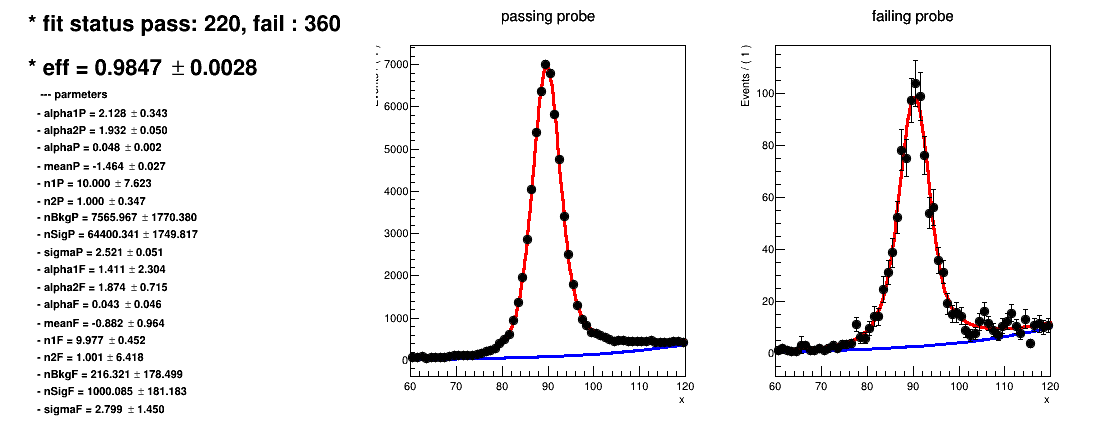 * fit status pass: 220, fail : 360
* eff = 0.9847 ± 0.0028
--- parmeters
- alpha1P = 2.128 ± 0.343
- alpha2P = 1.932 ± 0.050
- alphaP = 0.048 ± 0.002
- meanP = -1.464 ± 0.027
- n1P = 10.000 ± 7.623
- n2P = 1.000 ± 0.347
- nBkgP = 7565.967 ± 1770.380
- nSigP = 64400.341 ± 1749.817
- sigmaP = 2.521 ± 0.051
- alpha1F = 1.411 ± 2.304
- alpha2F = 1.874 ± 0.715
- alphaF = 0.043 ± 0.046
- meanF = -0.882 ± 0.964
- n1F = 9.977 ± 0.452
- n2F = 1.001 ± 6.418
- nBkgF = 216.321 ± 178.499
- nSigF = 1000.085 ± 181.183
- sigmaF = 2.799 ± 1.450
passing probe
7000
6000
5000
4000
3000
2000
1000
0
60 70 80 90 100 110 120
x
failing probe
Events / ( 1 )
100
80
60
40
20
0
60 70 80 90 100 110 120
x